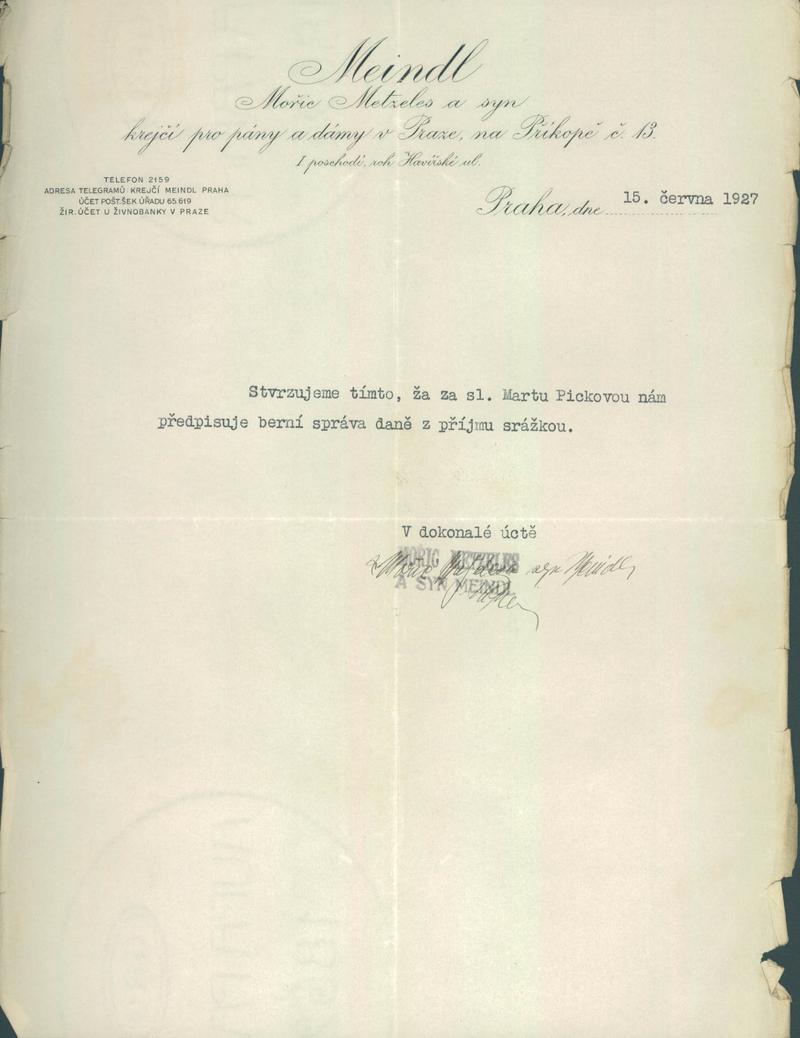 Meindl
Mořic Metzeles a syn
krejčí pro pány a dámy v Praze, na Příkopě č. 13.
I poschodí, roh Havířské ul.
TELEFON 2159
ADRESA TELEGRAMŮ KREJČÍ MEINDL PRAHA
ÚČET POŠT. ŠEK. ÚŘADU 65.619
ŽIR. ÚČET U ŽIVNOBANKY V PRAZE
Praha, dne 15. června 1927
Stvrzujeme tímto, ža za sl. Martu Pickovou nám
předpisuje berní správa daně z příjmu srážkou.
V dokonalé úctě
MOŘIC METZELES
A SYN MEINDL